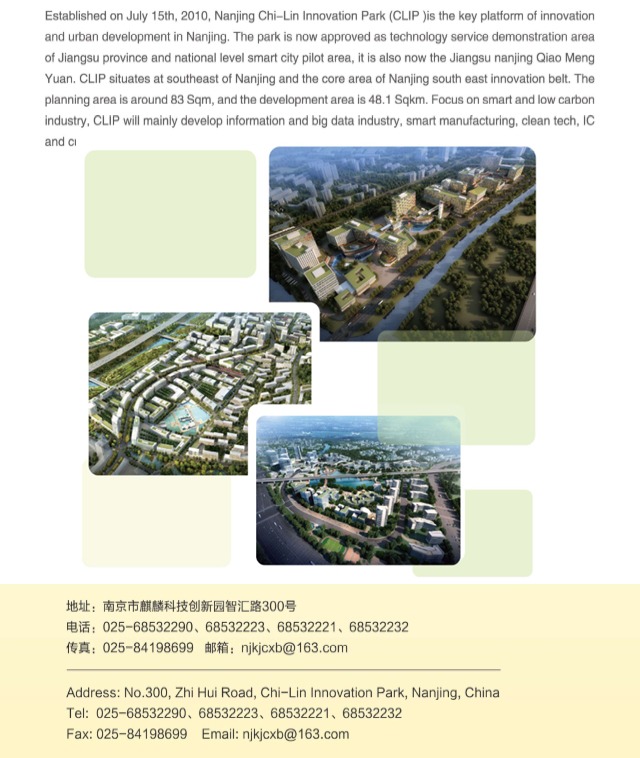 Established on July 15th, 2010, Nanjing Chi–Lin Innovation Park (CLIP )is the key platform of innovation
and urban development in Nanjing. The park is now approved as technology service demonstration area
of Jiangsu province and national level smart city pilot area, it is also now the Jiangsu nanjing Qiao Meng
Yuan. CLIP situates at southeast of Nanjing and the core area of Nanjing south east innovation belt. The
planning area is around 83 Sqm, and the development area is 48.1 Sqkm. Focus on smart and low carbon
industry, CLIP will mainly develop information and big data industry, smart manufacturing, clean tech, IC
and
地址：南京市麒麟科技创新园智汇路300号
电话：025-68532290、68532223、68532221、68532232
传真：025-84198699 邮箱：njkjcxb@163.com
Address: No.300, Zhi Hui Road, Chi–Lin Innovation Park, Nanjing, China
Tel: 025-68532290、68532223、68532221、68532232
Fax: 025-84198699 Email: njkjcxb@163.com